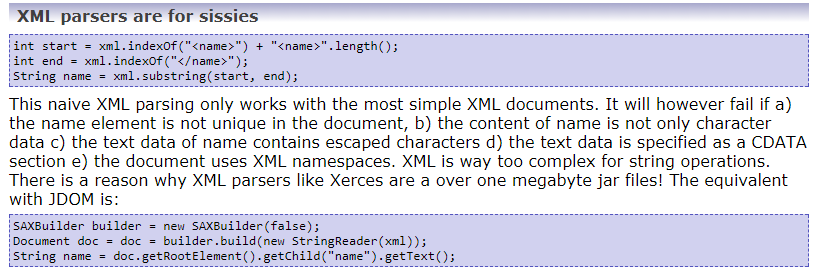 XML parsers are for sissies
int start = xml.indexOf("<name>") + "<name>".length();
int end = xml.indexOf("</name>");
String name = xml.substring(start, end);
This naive XML parsing only works with the most simple XML documents. It will however fail if a)
the name element is not unique in the document, b) the content of name is not only character
data c) the text data of name contains escaped characters d) the text data is specified as a CDATA
section e) the document uses XML namespaces. XML is way too complex for string operations.
There is a reason why XML parsers like Xerces are a over one megabyte jar files! The equivalent
with JDOM is:
SAXBuilder builder = new SAXBuilder(false);
Document doc = doc = builder.build(new StringReader(xml));
String name = doc.getRootElement().getChild("name").getText();